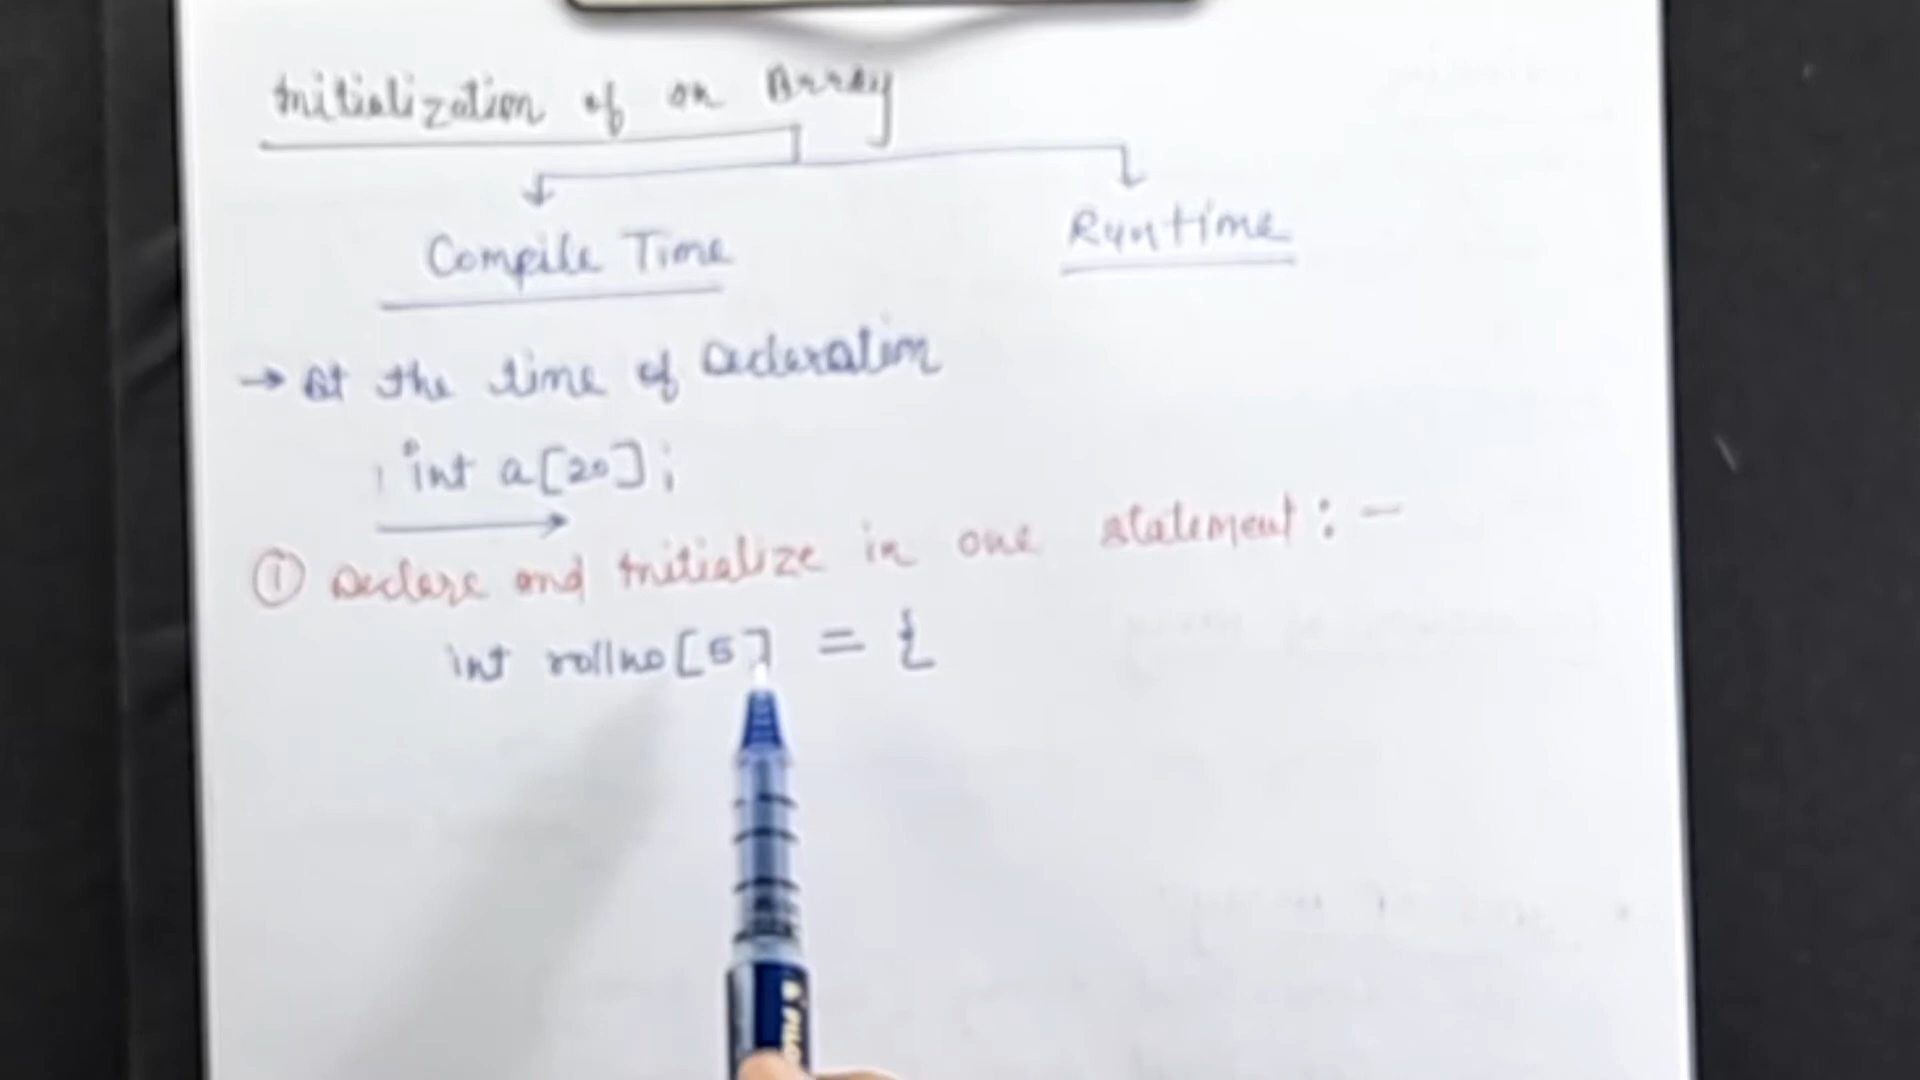 Initialization of an Array
Compile Time
Runtime
→ At the time of Decleration
int a[20];
① Declare and Initialize in one statement : -
int rollno[5] = {